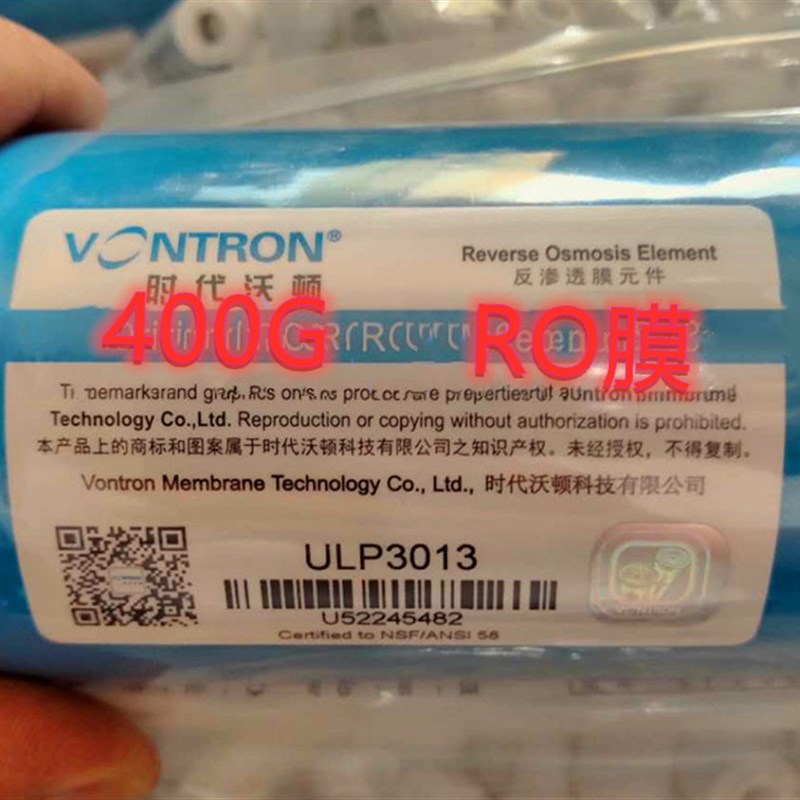 VONTRON®
时代沃顿
Reverse Osmosis Element
反渗透膜元件
400G RO膜
Technology Co.,Ltd. Reproduction or copying without authorization is prohibited.
本产品上的商标和图案属于时代沃顿科技有限公司之知识产权。未经授权，不得复制。
Vontron Membrane Technology Co., Ltd., 时代沃顿科技有限公司
ULP3013
U52245482
Certified to NSF/ANSI 58
VONTRON